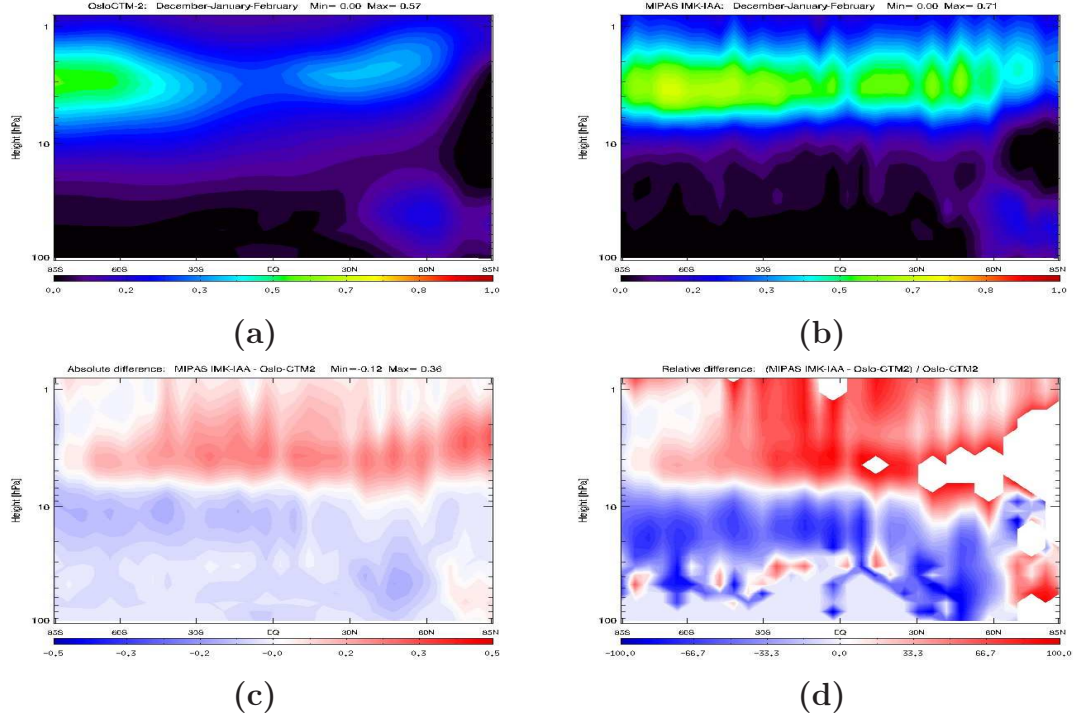 OsloCTM-2: December-January-February Min= 0.00 Max= 0.57
Height [hPa]
1
10
100
85S 60S 30S EQ 30N 60N 85N
0.0 0.2 0.3 0.5 0.7 0.8 1.0
(a)
MIPAS IMK-IAA: December-January-February Min= 0.00 Max= 0.71
Height [hPa]
1
10
100
85S 60S 30S EQ 30N 60N 85N
0.0 0.2 0.3 0.5 0.7 0.8 1.0
(b)
Absolute difference: MIPAS IMK-IAA - Oslo-CTM2 Min=-0.12 Max= 0.36
Height [hPa]
1
10
100
85S 60S 30S EQ 30N 60N 85N
-0.5 -0.3 -0.2 -0.0 0.2 0.3 0.5
(c)
Relative difference: (MIPAS IMK-IAA - Oslo-CTM2) / Oslo-CTM2
Height [hPa]
1
10
100
85S 60S 30S EQ 30N 60N 85N
-100.0 -66.7 -33.3 0.0 33.3 66.7 100.0
(d)